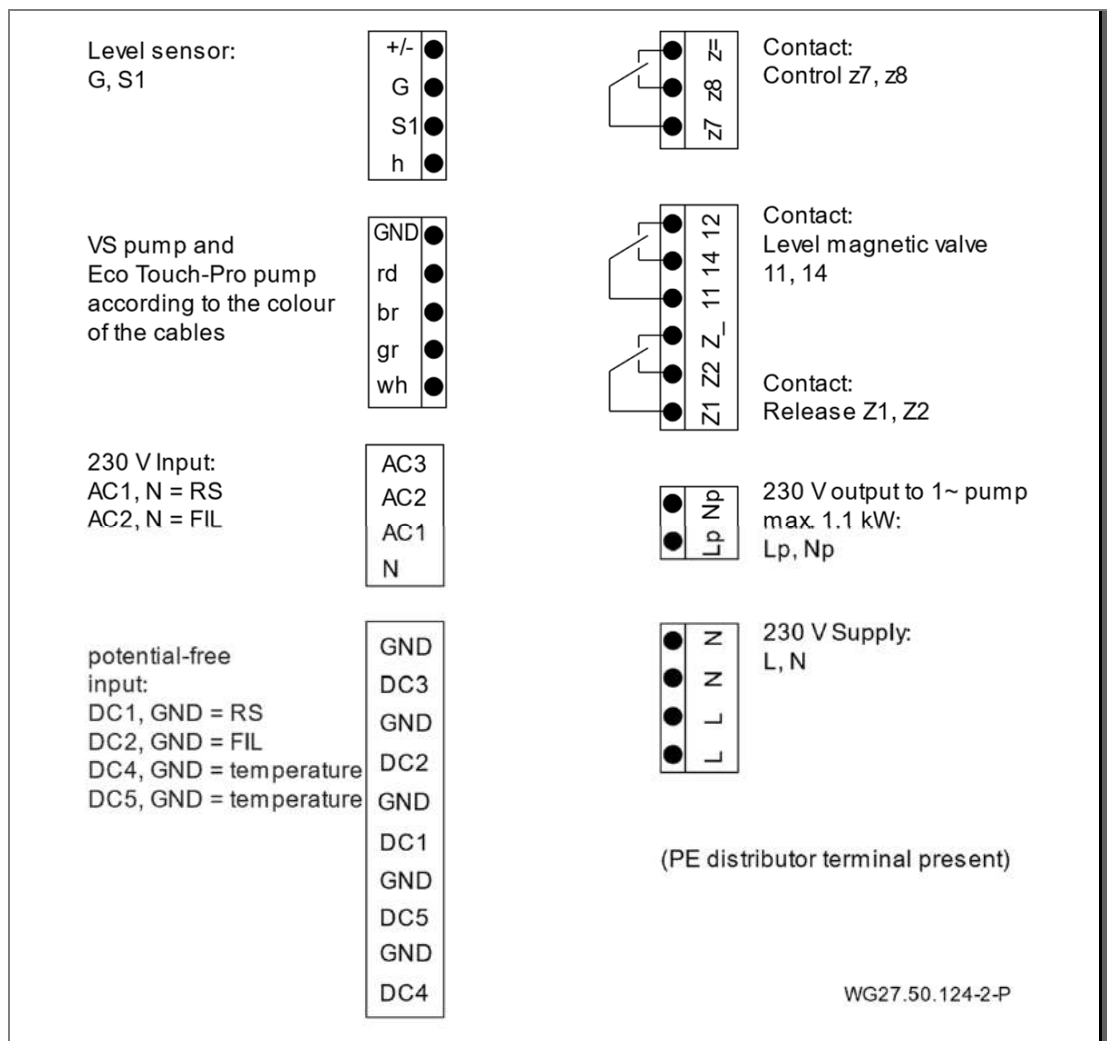 Level sensor:
G, S1
+/-
G
S1
h
z=
z8
z7
Contact:
Control z7, z8
VS pump and
Eco Touch-Pro pump
according to the colour
of the cables
GND
rd
br
gr
wh
12
14
11
Z_
Z2
Z1
Contact:
Level magnetic valve
11, 14
Contact:
Release Z1, Z2
230 V Input:
AC1, N = RS
AC2, N = FIL
AC3
AC2
AC1
N
Np
Lp
230 V output to 1~ pump
max. 1.1 kW:
Lp, Np
potential-free
input:
DC1, GND = RS
DC2, GND = FIL
DC4, GND = temperature
DC5, GND = temperature
GND
DC3
GND
DC2
GND
DC1
GND
DC5
GND
DC4
N
N
L
L
230 V Supply:
L, N
(PE distributor terminal present)
WG27.50.124-2-P